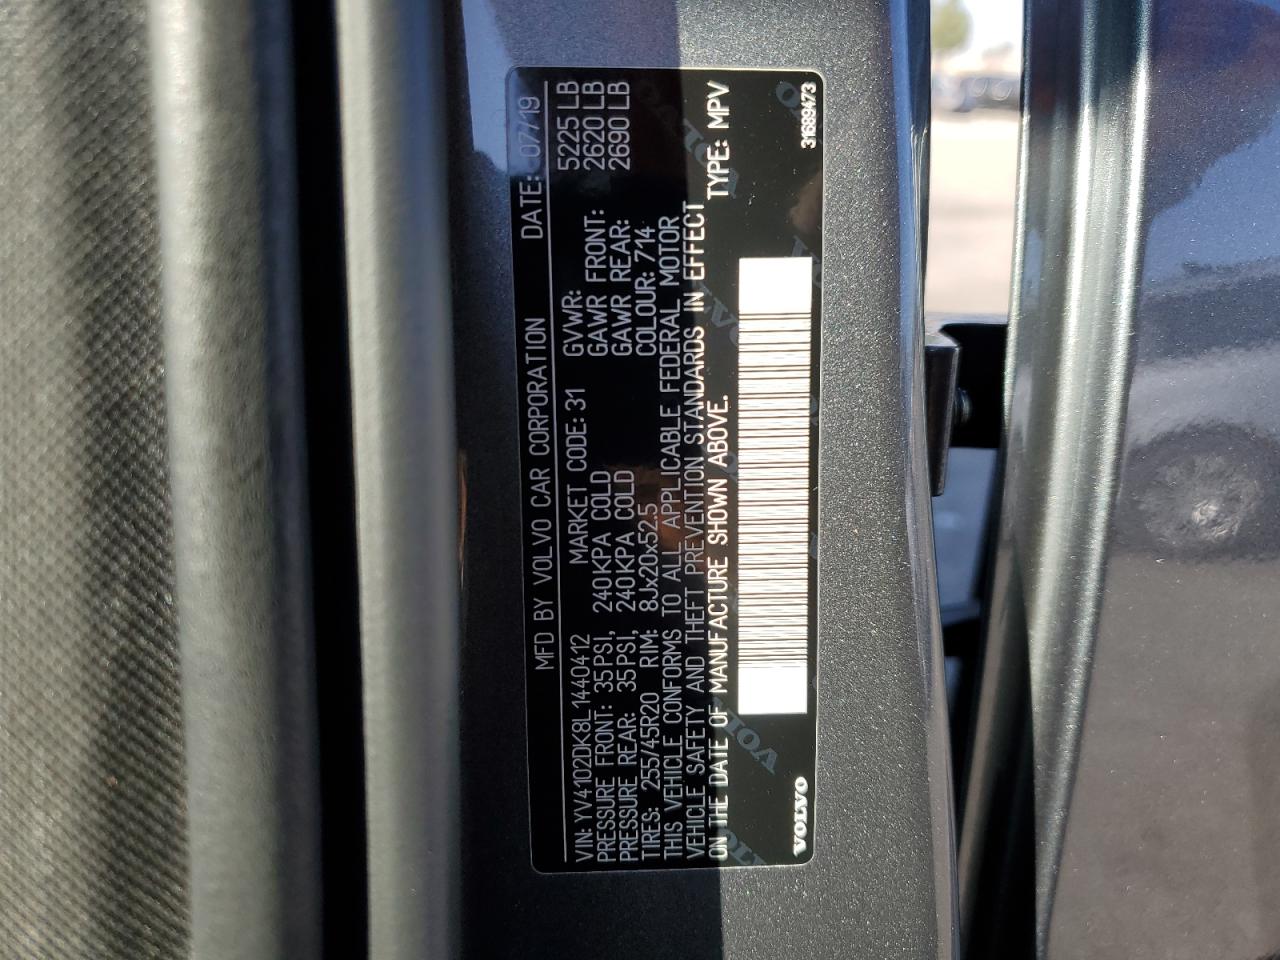 MFD BY VOLVO CAR CORPORATION DATE: 07/19
VIN: YV4102DK8L1440412 MARKET CODE: 31 GVWR: 5225 LB
PRESSURE FRONT: 35PSI, 240KPA COLD GAWR FRONT: 2620 LB
PRESSURE REAR: 35PSI, 240KPA COLD GAWR REAR: 2690 LB
TIRES: 255/45R20 RIM: 8Jx20x52.5 COLOUR: 714
THIS VEHICLE CONFORMS TO ALL APPLICABLE FEDERAL MOTOR
VEHICLE SAFETY AND THEFT PREVENTION STANDARDS IN EFFECT
ON THE DATE OF MANUFACTURE SHOWN ABOVE. TYPE: MPV
VOLVO 31689473